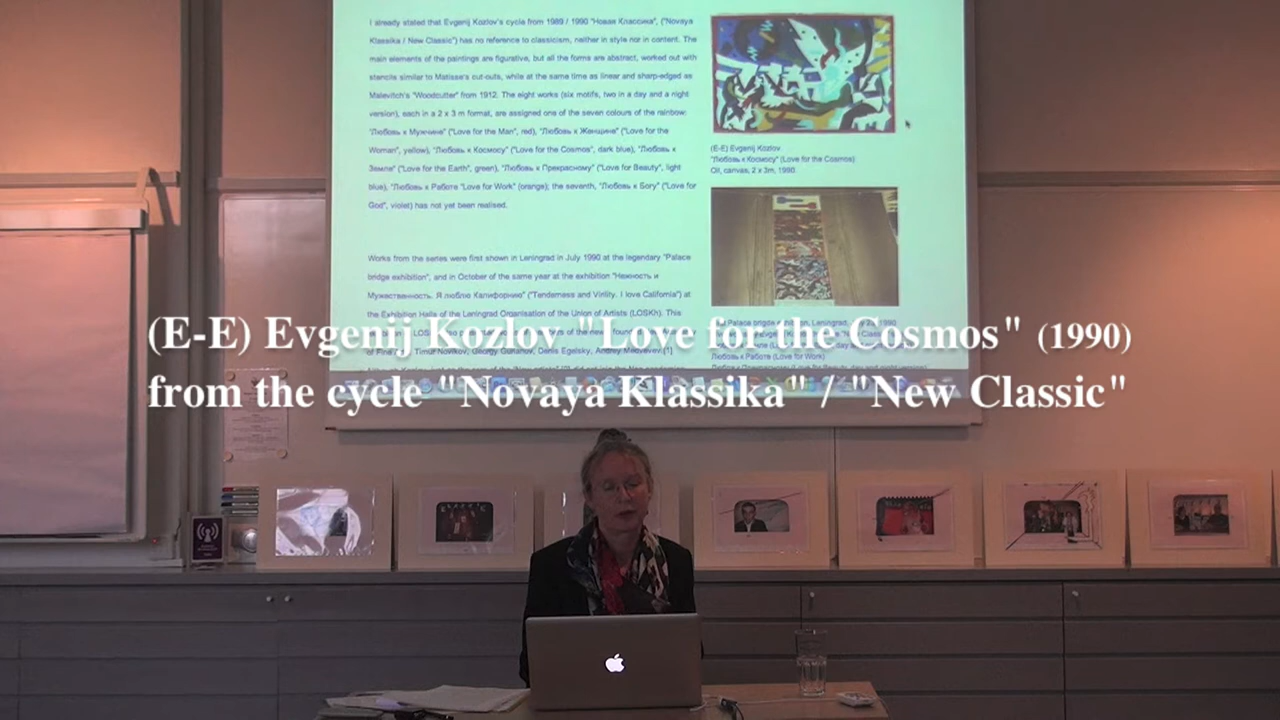 I already stated that Evgenij Kozlov's cycle from 1989 / 1990 "Новая Классика", ("Novaya
Klassika / New Classic") has no reference to classicism, neither in style nor in content. The
main elements of the paintings are figurative, but all the forms are abstract, worked out with
stencils similar to Matisse's cut-outs, while at the same time as linear and sharp-edged as
Malevitch's "Woodcutter" from 1912. The eight works (six motifs, two in a day and a night
version), each in a 2 x 3 m format, are assigned one of the seven colours of the rainbow:
"Любовь к Мужчине" ("Love for the Man", red), "Любовь к Женщине" ("Love for the
Woman", yellow), "Любовь к Космосу" ("Love for the Cosmos", dark blue), "Любовь к
Земле" ("Love for the Earth", green), "Любовь к Прекрасному" ("Love for Beauty", light
blue), "Любовь к Работе "Love for Work" (orange); the seventh, "Любовь к Богу" ("Love for
God", violet) has not yet been realised.
(E-E) Evgenij Kozlov
"Любовь к Космосу" (Love for the Cosmos)
Oil, canvas, 2 x 3m, 1990
Works from the series were first shown in Leningrad in July 1990 at the legendary "Palace
bridge exhibition", and in October of the same year at the exhibition "Нежность и
Мужественность. Я люблю Калифорнию" ("Tenderness and Virility. I love California") at
the Exhibition Halls of the Leningrad Organisation of the Union of Artists (LOSKh). This
of Fine Timur Novikov, Georgy Guryanov, Denis Egelsky, Andrey Medvedev.[1]
Любовь к Работе (Love for Work)
(E-E) Evgenij Kozlov "Love for the Cosmos" (1990)
from the cycle "Novaya Klassika" / "New Classic"